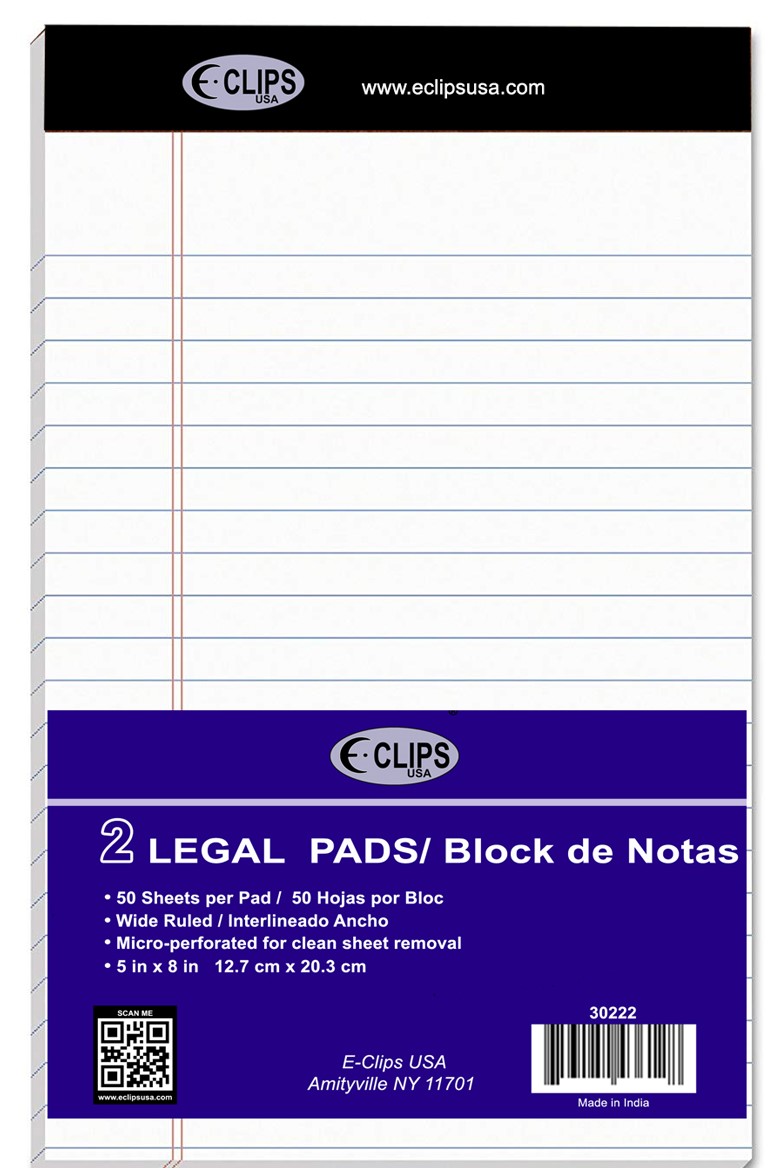 E·CLIPS
USA
www.eclipsusa.com
E·CLIPS
USA
2 LEGAL PADS/ Block de Notas
• 50 Sheets per Pad / 50 Hojas por Bloc
• Wide Ruled / Interlineado Ancho
• Micro-perforated for clean sheet removal
• 5 in x 8 in 12.7 cm x 20.3 cm
SCAN ME
www.eclipsusa.com
E-Clips USA
Amityville NY 11701
30222
Made in India